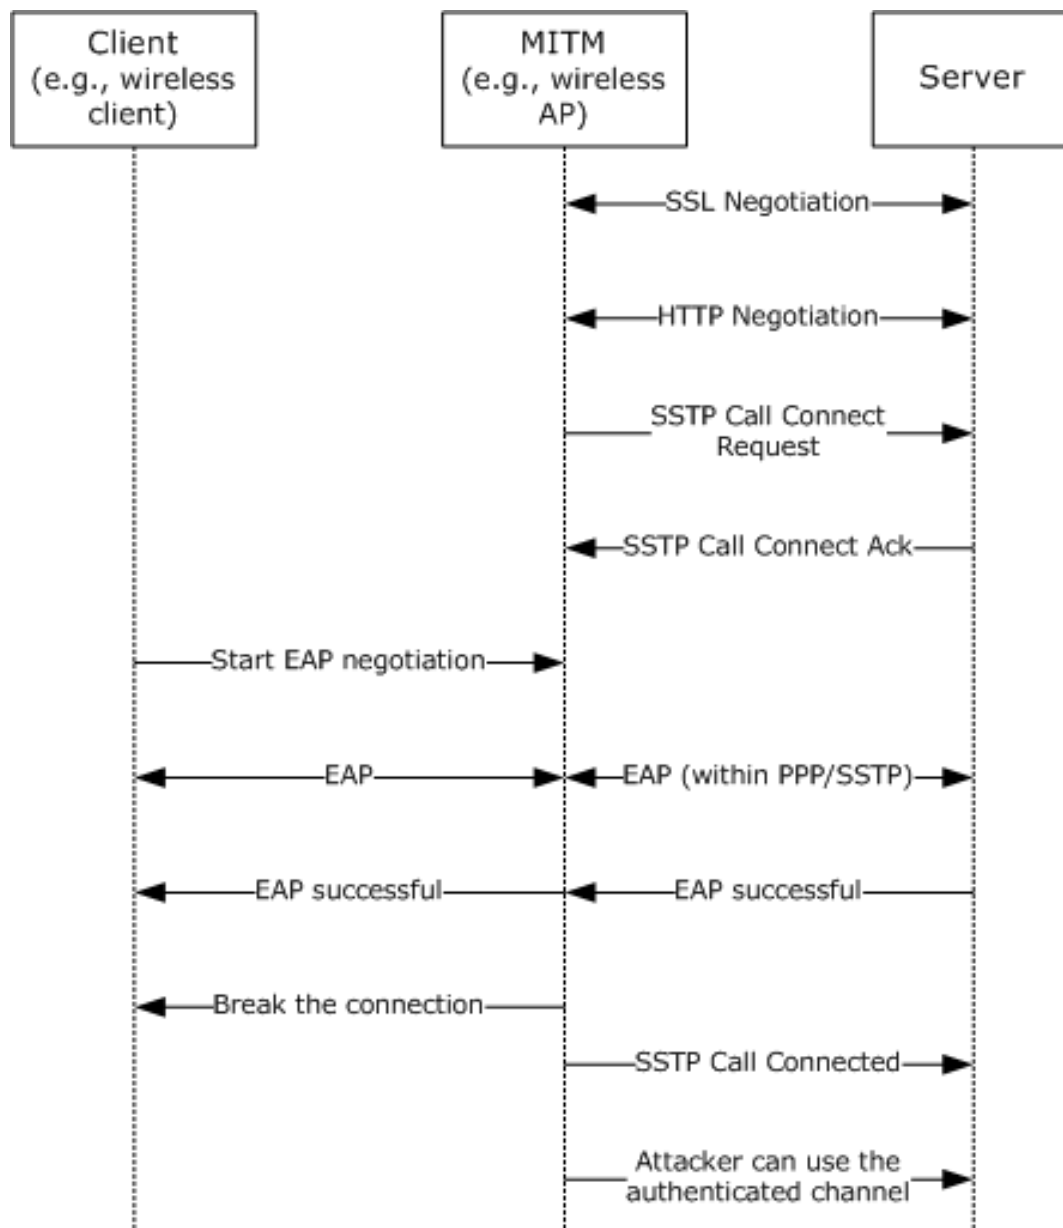 Client
(e.g., wireless
client)
MITM
(e.g., wireless
AP)
Server
SSL Negotiation
HTTP Negotiation
SSTP Call Connect
Request
SSTP Call Connect Ack
Start EAP negotiation
EAP
EAP (within PPP/SSTP)
EAP successful
EAP successful
Break the connection
SSTP Call Connected
Attacker can use the
authenticated channel